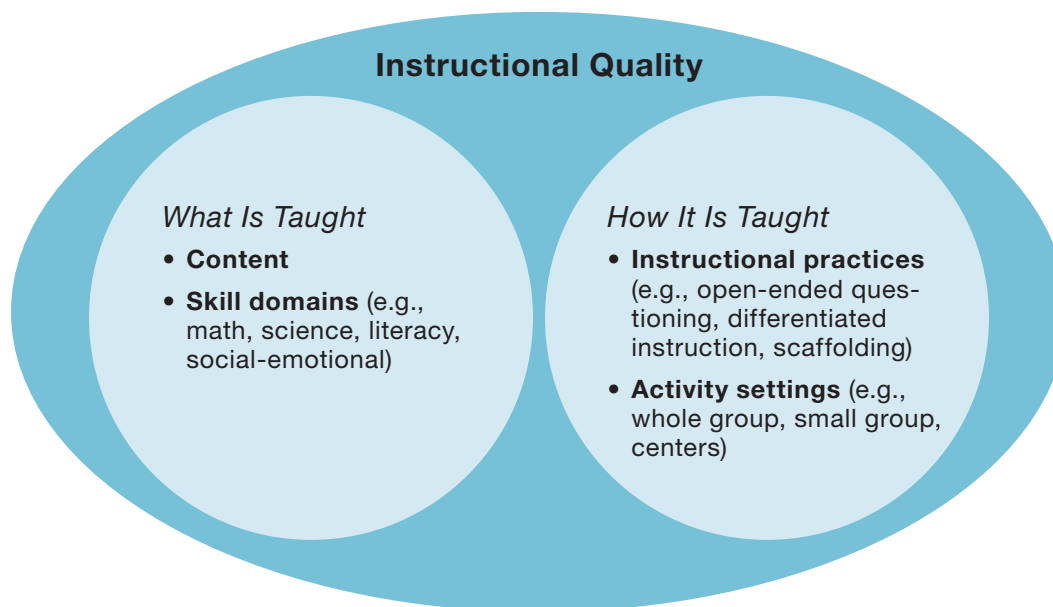 Instructional Quality
What Is Taught
• Content
• Skill domains (e.g.,
math, science, literacy,
social-emotional)
How It Is Taught
• Instructional practices
(e.g., open-ended ques-
tioning, differentiated
instruction, scaffolding)
• Activity settings (e.g.,
whole group, small group,
centers)